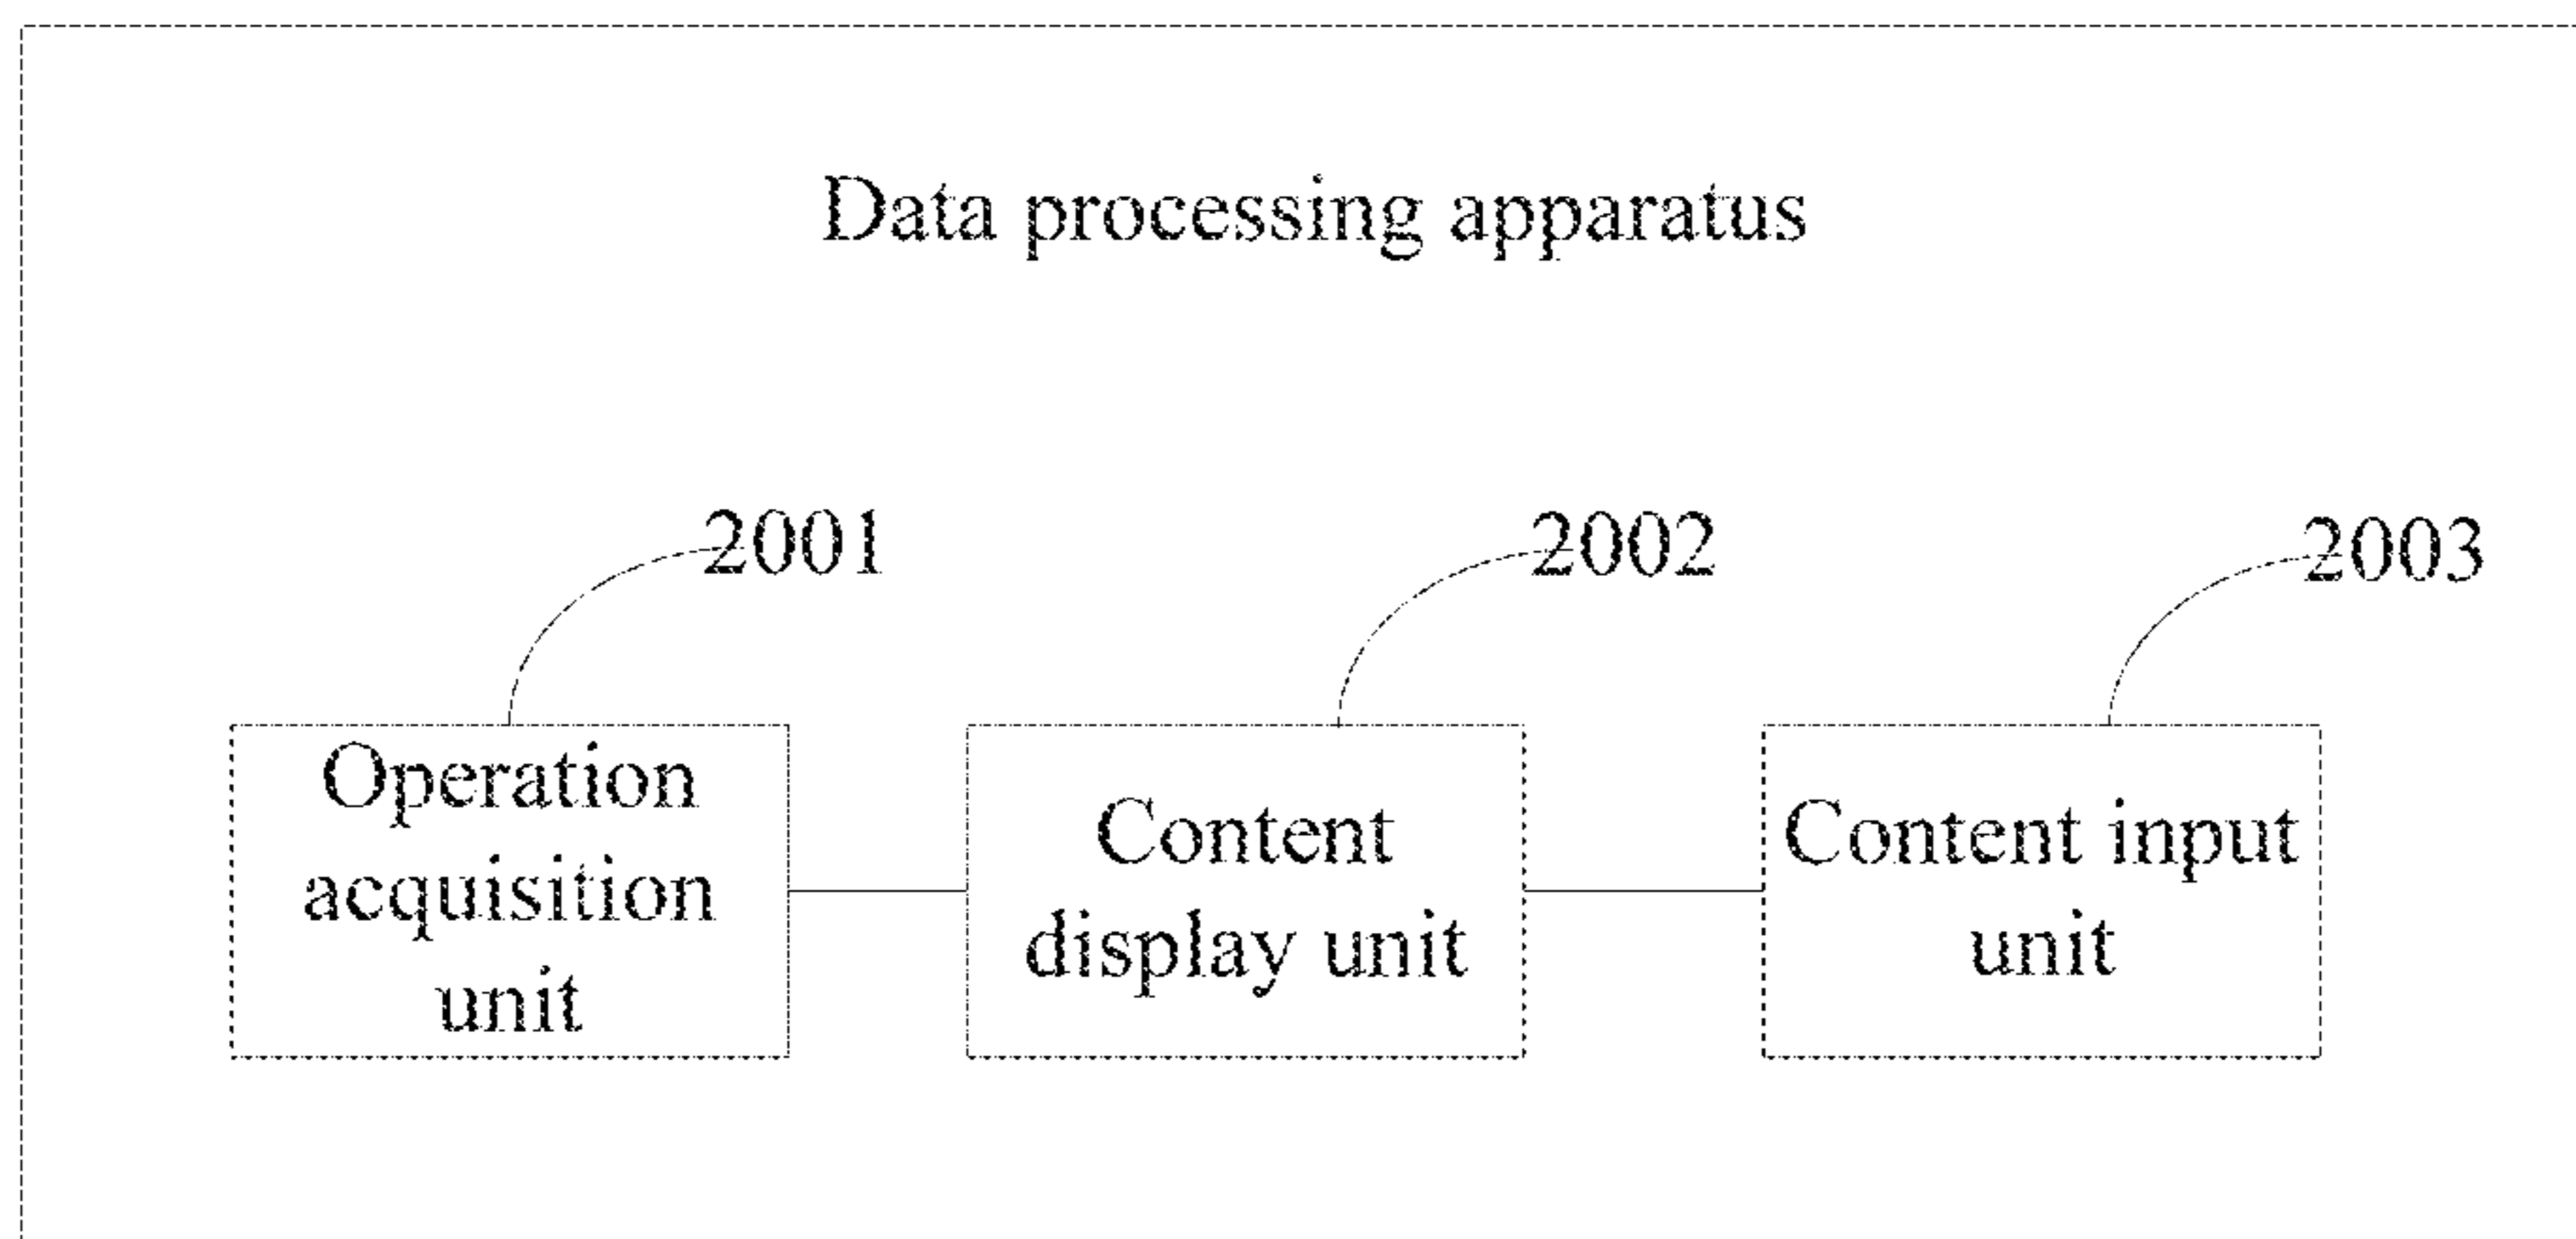 Data processing apparatus
2001
2002
2003
Operation
acquisition
unit
Content
display unit
Content input
unit